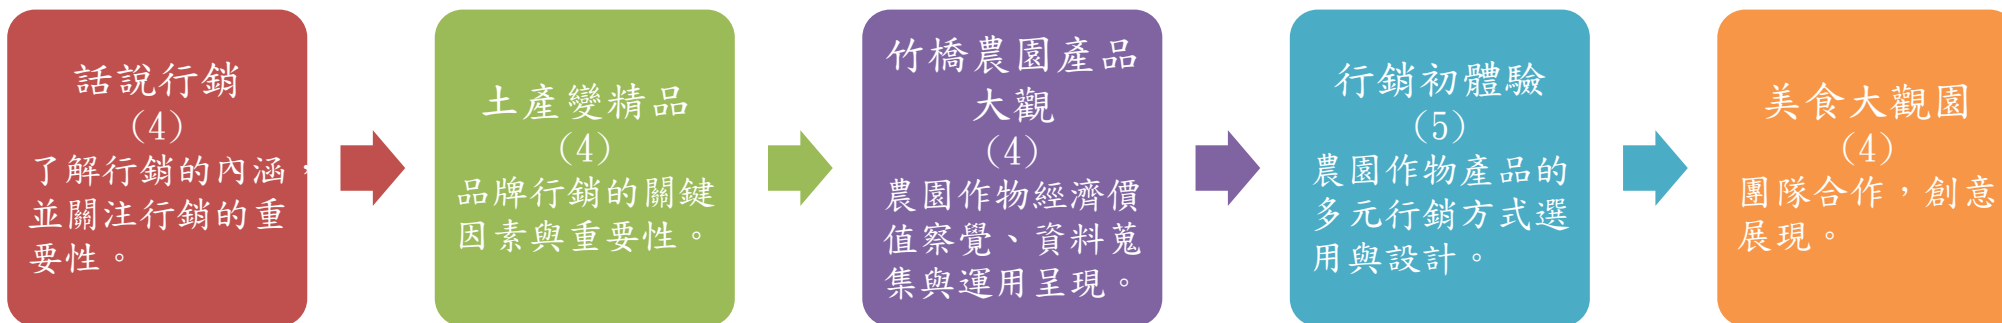 話說行銷
(4)
了解行銷的內涵，
並關注行銷的重
要性。
土產變精品
(4)
品牌行銷的關鍵
因素與重要性。
竹橋農園產品
大觀
(4)
農園作物經濟價
值察覺、資料蒐
集與運用呈現。
行銷初體驗
(5)
農園作物產品的
多元行銷方式選
用與設計。
美食大觀園
(4)
團隊合作，創意
展現。